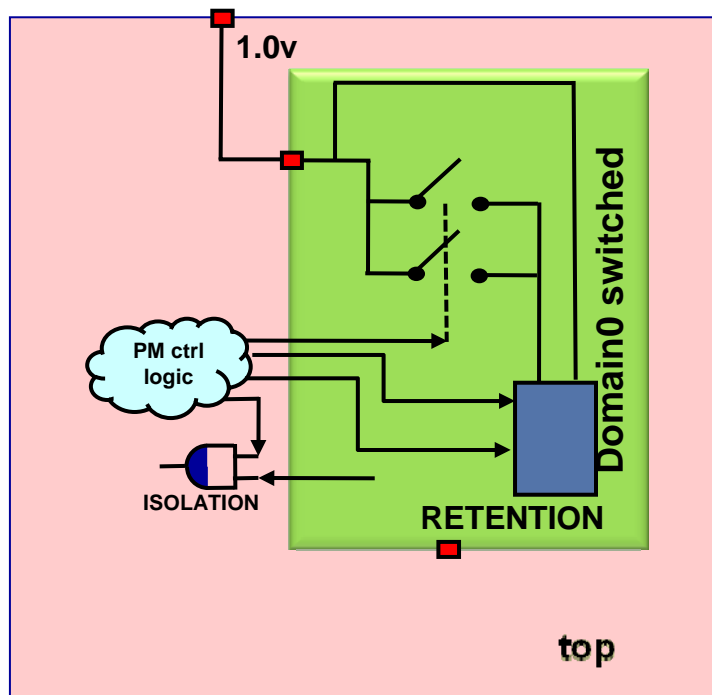 1.0v
Domain0 switched
PM ctrl
logic
ISOLATION
RETENTION
top